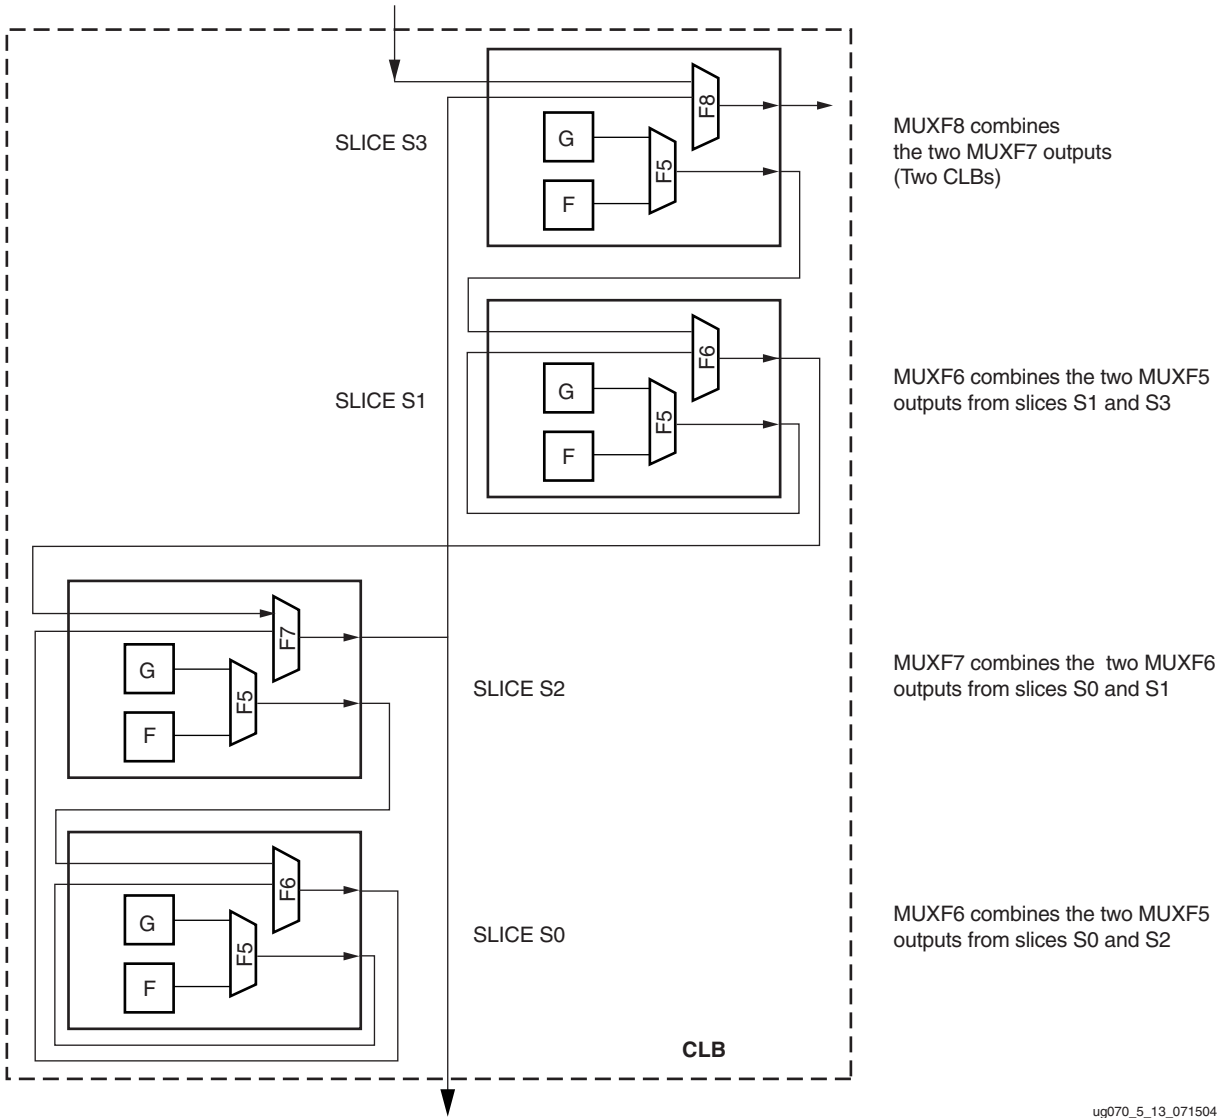 SLICE S3
F8
G
F5
F
MUXF8 combines
the two MUXF7 outputs
(Two CLBs)
SLICE S1
F6
G
F5
F
MUXF6 combines the two MUXF5
outputs from slices S1 and S3
F7
G
F5
F
SLICE S2
MUXF7 combines the two MUXF6
outputs from slices S0 and S1
F6
G
F5
F
SLICE S0
MUXF6 combines the two MUXF5
outputs from slices S0 and S2
CLB
ug070_5_13_071504